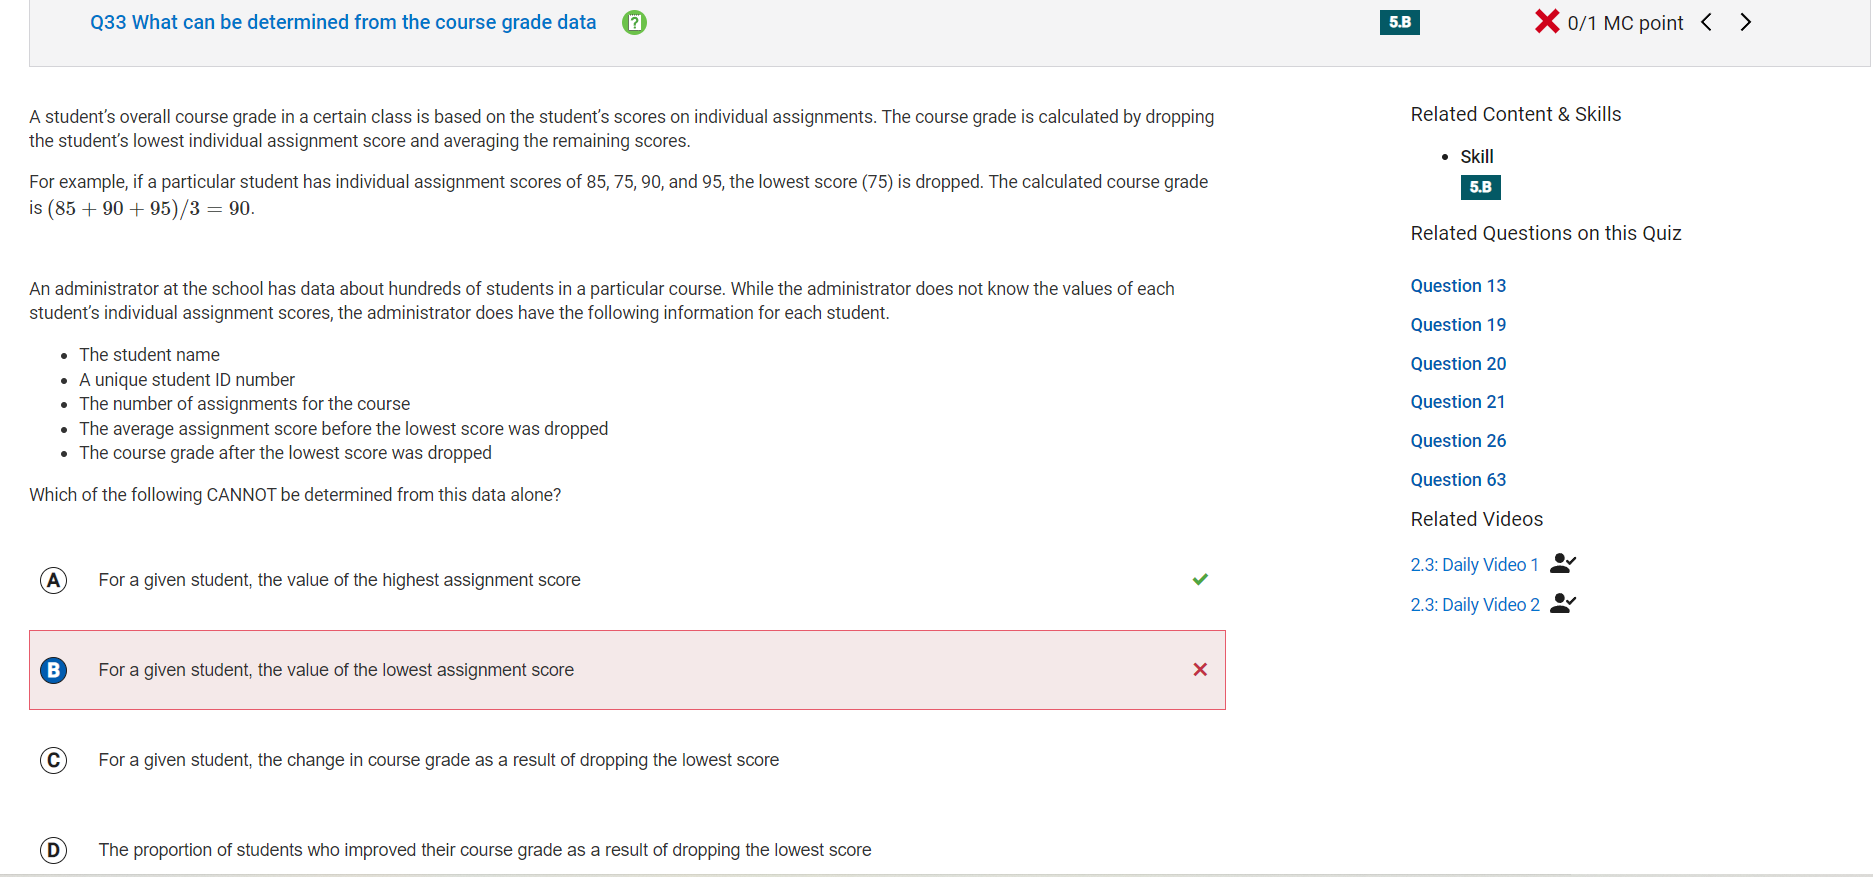 Q33 What can be determined from the course grade data
?
5.B
0/1 MC point
A student's overall course grade in a certain class is based on the student's scores on individual assignments. The course grade is calculated by dropping
the student's lowest individual assignment score and averaging the remaining scores.
For example, if a particular student has individual assignment scores of 85, 75, 90, and 95, the lowest score (75) is dropped. The calculated course grade
is (85 + 90 + 95)/3 = 90.
An administrator at the school has data about hundreds of students in a particular course. While the administrator does not know the values of each
student's individual assignment scores, the administrator does have the following information for each student.
• The student name
• A unique student ID number
• The number of assignments for the course
• The average assignment score before the lowest score was dropped
• The course grade after the lowest score was dropped
Which of the following CANNOT be determined from this data alone?
A For a given student, the value of the highest assignment score
B For a given student, the value of the lowest assignment score
C For a given student, the change in course grade as a result of dropping the lowest score
D The proportion of students who improved their course grade as a result of dropping the lowest score
Related Content & Skills
• Skill
5.B
Related Questions on this Quiz
Question 13
Question 19
Question 20
Question 21
Question 26
Question 63
Related Videos
2.3: Daily Video 1
2.3: Daily Video 2